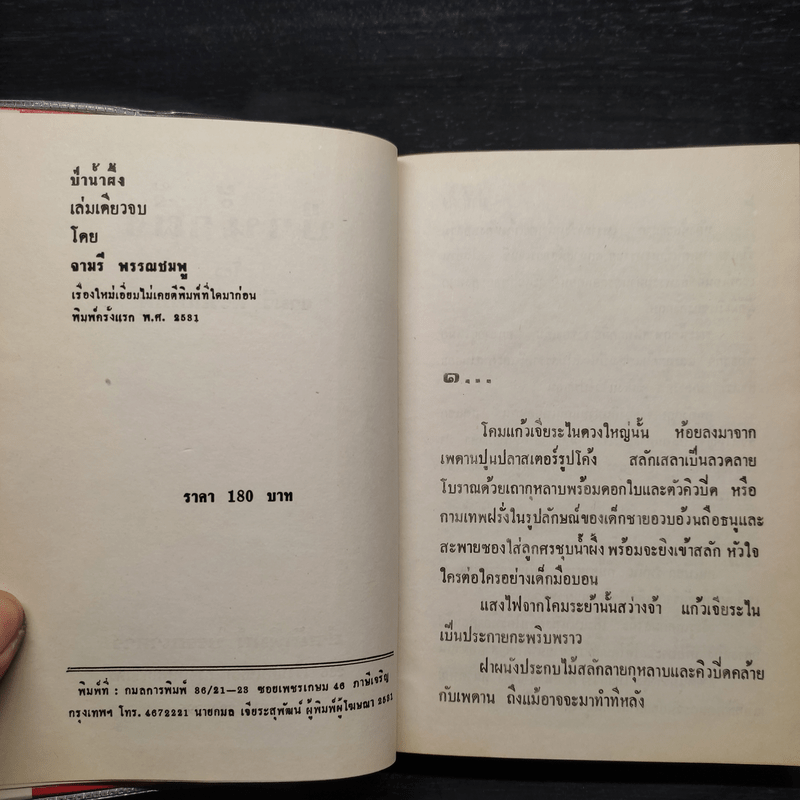 ป่าน้ำผึ้ง
เล่มเดียวจบ
โดย
จามรี พรรณชมพู
เรื่องใหม่เอี่ยมไม่เคยตีพิมพ์ที่ใดมาก่อน
พิมพ์ครั้งแรก พ.ศ. 2531
ราคา 180 บาท
พิมพ์ที่ : กมลการพิมพ์ 36/21—23 ซอยเพชรเกษม 46 ภาษีเจริญ
กรุงเทพฯ โทร. 4672221 นายกมล เจียระสุพัฒน์ ผู้พิมพ์ผู้โฆษณา 2531
๑...
โคมแก้วเจียระไนดวงใหญ่นั้น ห้อยลงมาจาก
เพดานปูนปลาสเตอร์รูปโค้ง สลักเสลาเป็นลวดลาย
โบราณด้วยเถากุหลาบพร้อมดอกใบและตัวคิวปิด หรือ
กามเทพฝรั่งในรูปลักษณ์ของเด็กชายอวบอ้วนถือธนูและ
สะพายซองใส่ลูกศรชุบน้ำผึ้ง พร้อมจะยิงเข้าสลัก หัวใจ
ใครต่อใครอย่างเด็กมือบอน
แสงไฟจากโคมระย้านั้นสว่างจ้า แก้วเจียระไน
เป็นประกายกะพริบพราว
ฝาผนังประกบไม้สลักลายกุหลาบและคิวปิดคล้าย
กับเพดาน ถึงแม้อาจจะมาทำทีหลัง